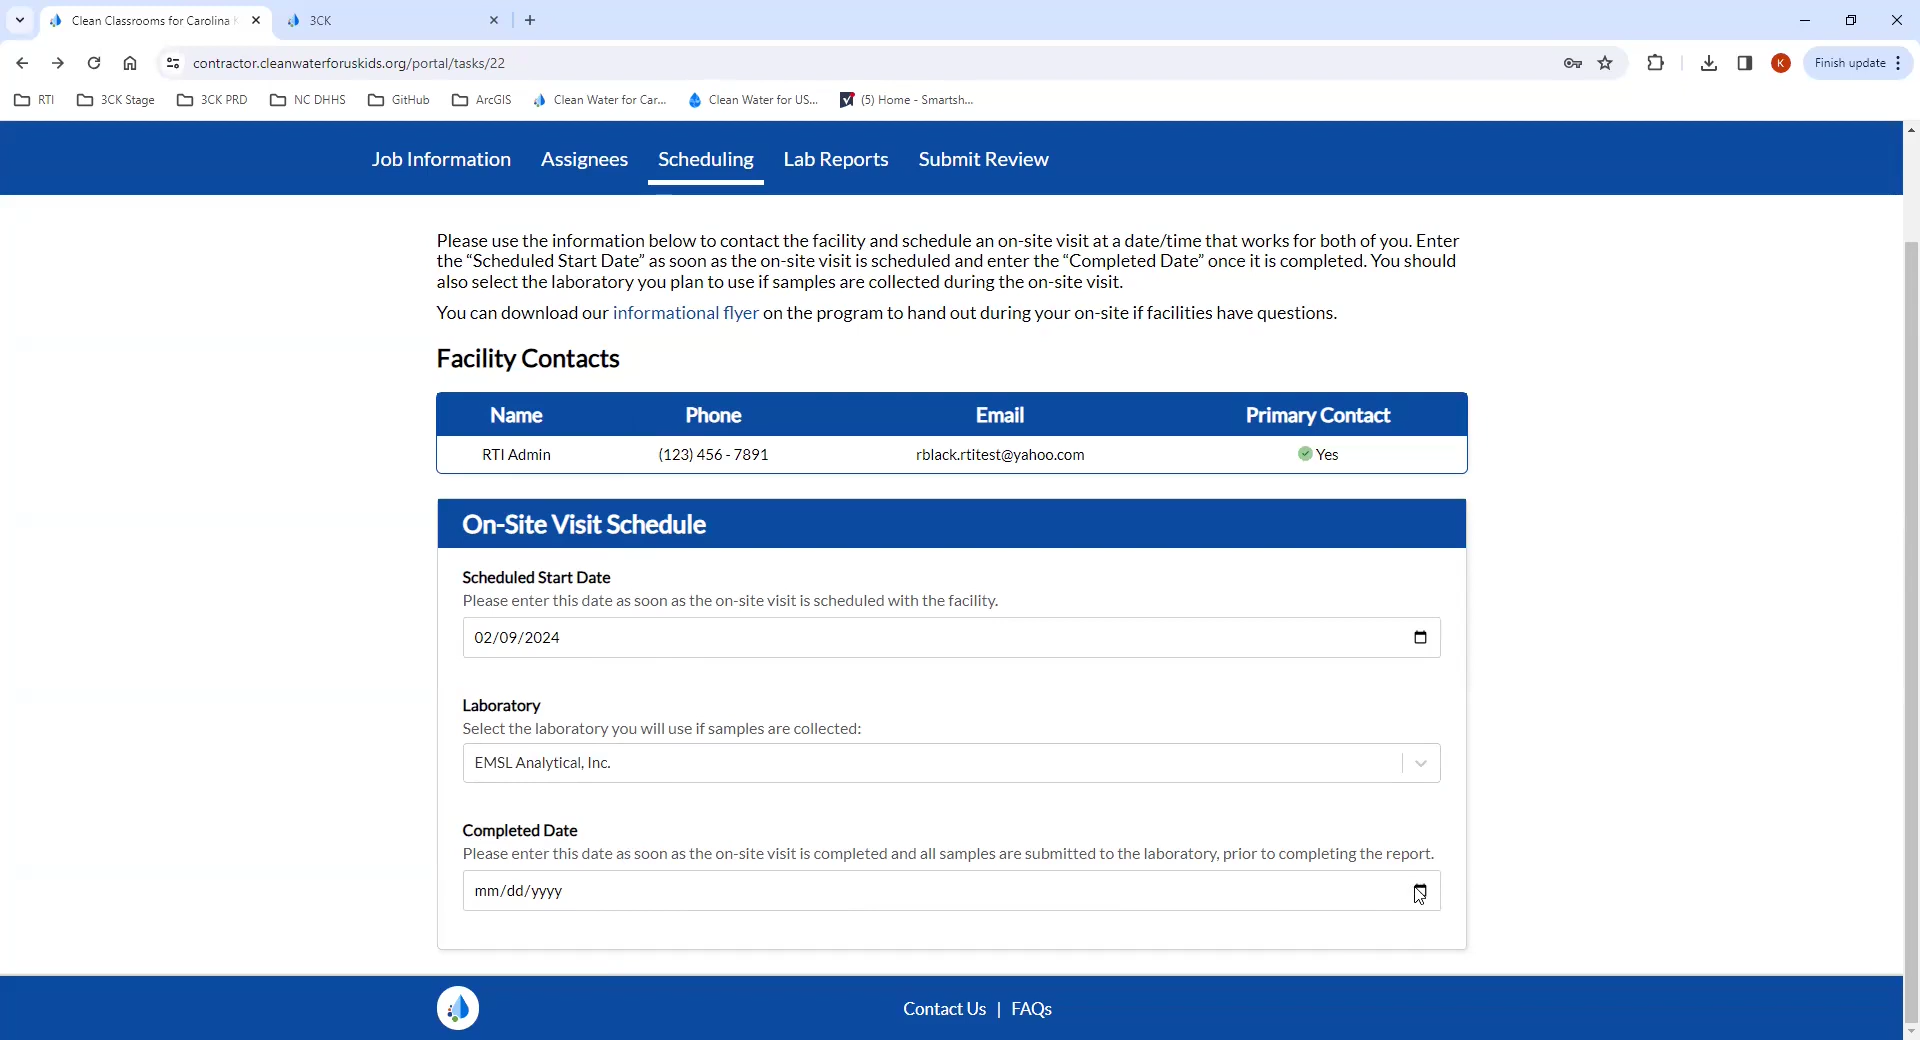 Clean Classrooms for Carolina
3CK
contractor.cleanwaterforuskids.org/portal/tasks/22
K
Finish update
RTI
3CK Stage
3CK PRD
NC DHHS
GitHub
ArcGIS
Clean Water for Car...
Clean Water for US...
(5) Home - Smartsh...
Job Information
Assignees
Scheduling
Lab Reports
Submit Review
Please use the information below to contact the facility and schedule an on-site visit at a date/time that works for both of you. Enter
the “Scheduled Start Date” as soon as the on-site visit is scheduled and enter the “Completed Date” once it is completed. You should
also select the laboratory you plan to use if samples are collected during the on-site visit.
You can download our informational flyer on the program to hand out during your on-site if facilities have questions.
Facility Contacts
Name Phone Email Primary Contact
RTI Admin (123) 456 - 7891 rblack.rtitest@yahoo.com Yes
On-Site Visit Schedule
Scheduled Start Date
Please enter this date as soon as the on-site visit is scheduled with the facility.
02/09/2024
Laboratory
Select the laboratory you will use if samples are collected:
EMSL Analytical, Inc.
Completed Date
Please enter this date as soon as the on-site visit is completed and all samples are submitted to the laboratory, prior to completing the report.
mm/dd/yyyy
Contact Us | FAQs